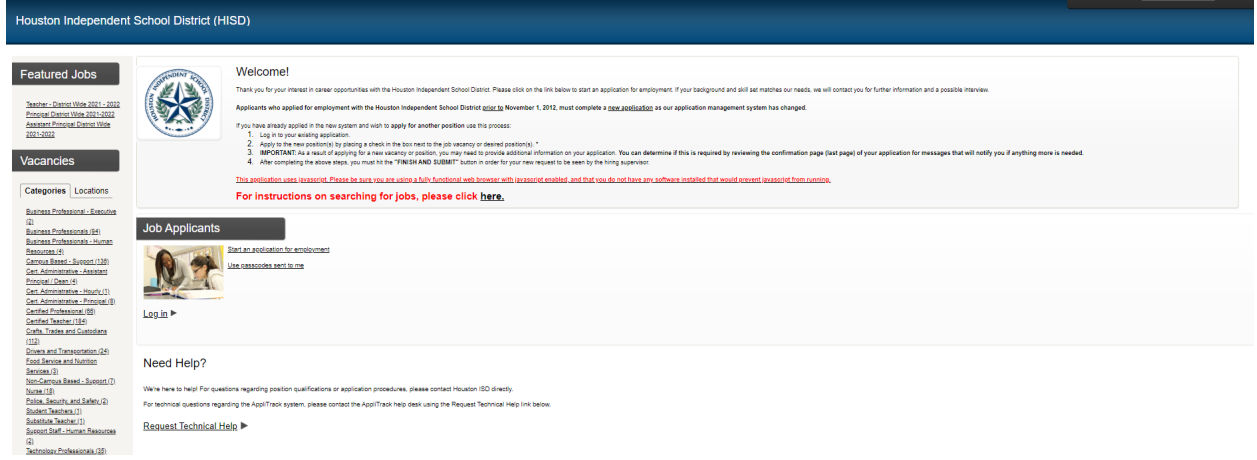 Houston Independent School District (HISD)
Featured Jobs
Teacher - District Wide 2021 - 2022
Principal District Wide 2021-2022
Assistant Principal District Wide
2021-2022
Vacancies
Categories Locations
Business Professional - Executive
(2)
Business Professionals (94)
Business Professionals - Human
Resources (4)
Campus Based - Support (136)
Cert. Administrative - Assistant
Principal / Dean (4)
Cert. Administrative - Hourly (1)
Cert. Administrative - Principal (8)
Certified Professional (86)
Certified Teacher (184)
Crafts, Trades and Custodians
(112)
Drivers and Transportation (24)
Food Service and Nutrition
Services (3)
Non-Campus Based - Support (7)
Nurse (18)
Police, Security, and Safety (2)
Student Teachers (1)
Substitute Teacher (1)
Support Staff - Human Resources
(2)
Technology Professionals (35)
HOUSTON INDEPENDENT SCHOOL DISTRICT
Welcome!
Thank you for your interest in career opportunities with the Houston Independent School District. Please click on the link below to start an application for employment. If your background and skill set matches our needs, we will contact you for further information and a possible interview.
Applicants who applied for employment with the Houston Independent School District prior to November 1, 2012, must complete a new application as our application management system has changed.
If you have already applied in the new system and wish to apply for another position use this process:
1. Log in to your existing application.
2. Apply to the new position(s) by placing a check in the box next to the job vacancy or desired position(s). *
3. IMPORTANT: As a result of applying for a new vacancy or position, you may need to provide additional information on your application. You can determine if this is required by reviewing the confirmation page (last page) of your application for messages that will notify you if anything more is needed.
4. After completing the above steps, you must hit the "FINISH AND SUBMIT" button in order for your new request to be seen by the hiring supervisor.
This application uses javascript. Please be sure you are using a fully functional web browser with javascript enabled, and that you do not have any software installed that would prevent javascript from running.
For instructions on searching for jobs, please click here.
Job Applicants
Start an application for employment
Use passcodes sent to me
Log in
Need Help?
We're here to help! For questions regarding position qualifications or application procedures, please contact Houston ISD directly.
For technical questions regarding the AppliTrack system, please contact the AppliTrack help desk using the Request Technical Help link below.
Request Technical Help